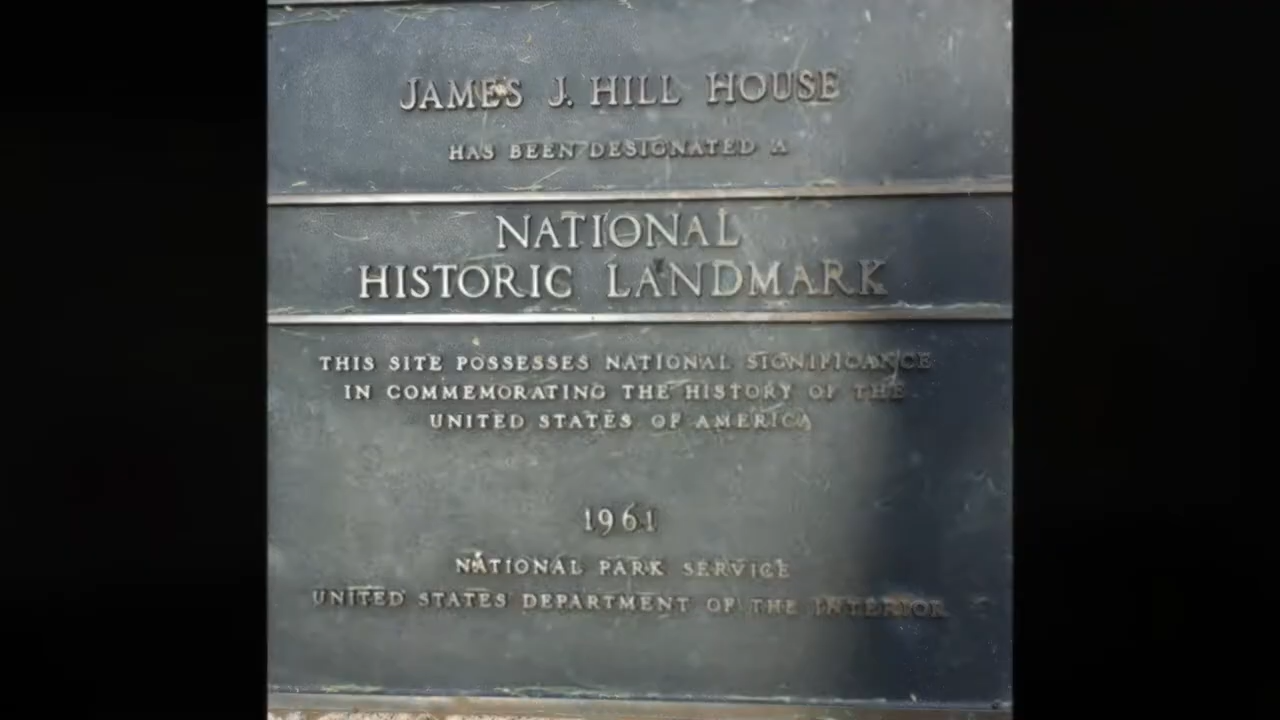 JAMES J. HILL HOUSE
HAS BEEN DESIGNATED A
NATIONAL
HISTORIC LANDMARK
THIS SITE POSSESSES NATIONAL SIGNIFICANCE
IN COMMEMORATING THE HISTORY OF THE
UNITED STATES OF AMERICA
1961
NATIONAL PARK SERVICE
UNITED STATES DEPARTMENT OF THE INTERIOR